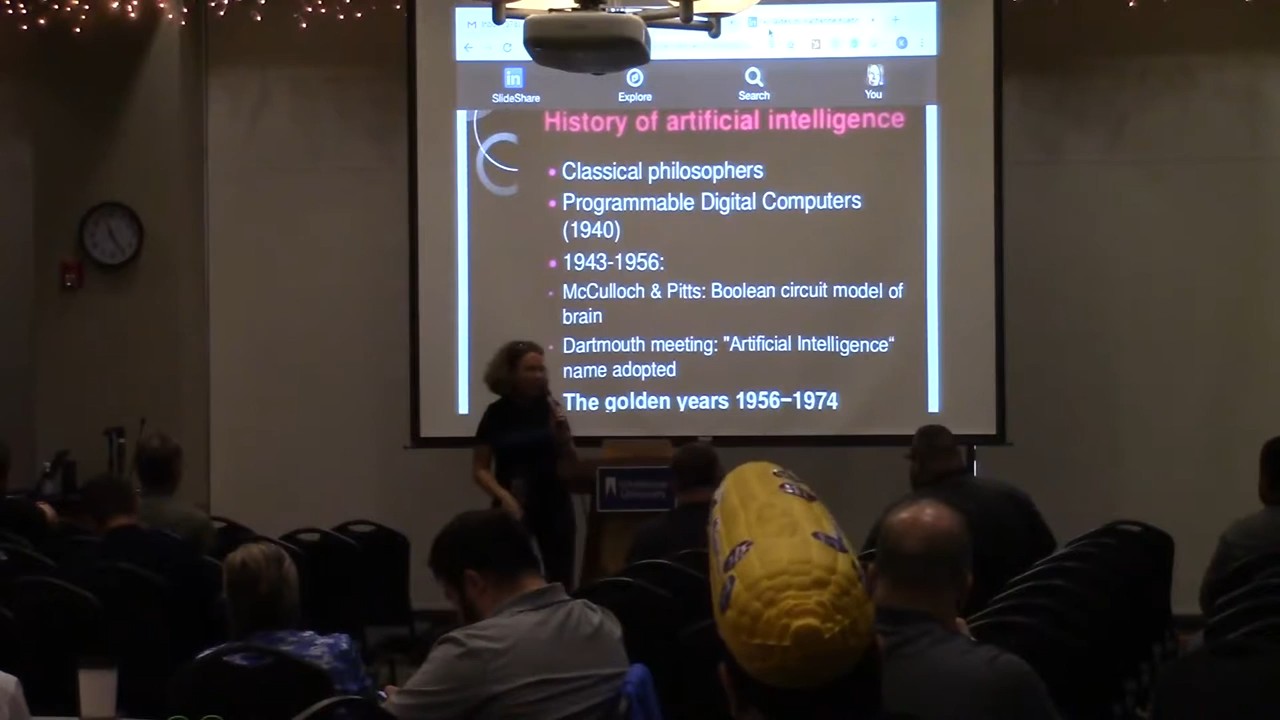 in
SlideShare
Explore
Search
You
History of artificial intelligence
• Classical philosophers
• Programmable Digital Computers
(1940)
• 1943-1956:
• McCulloch & Pitts: Boolean circuit model of
brain
• Dartmouth meeting: "Artificial Intelligence“
name adopted
The golden years 1956–1974